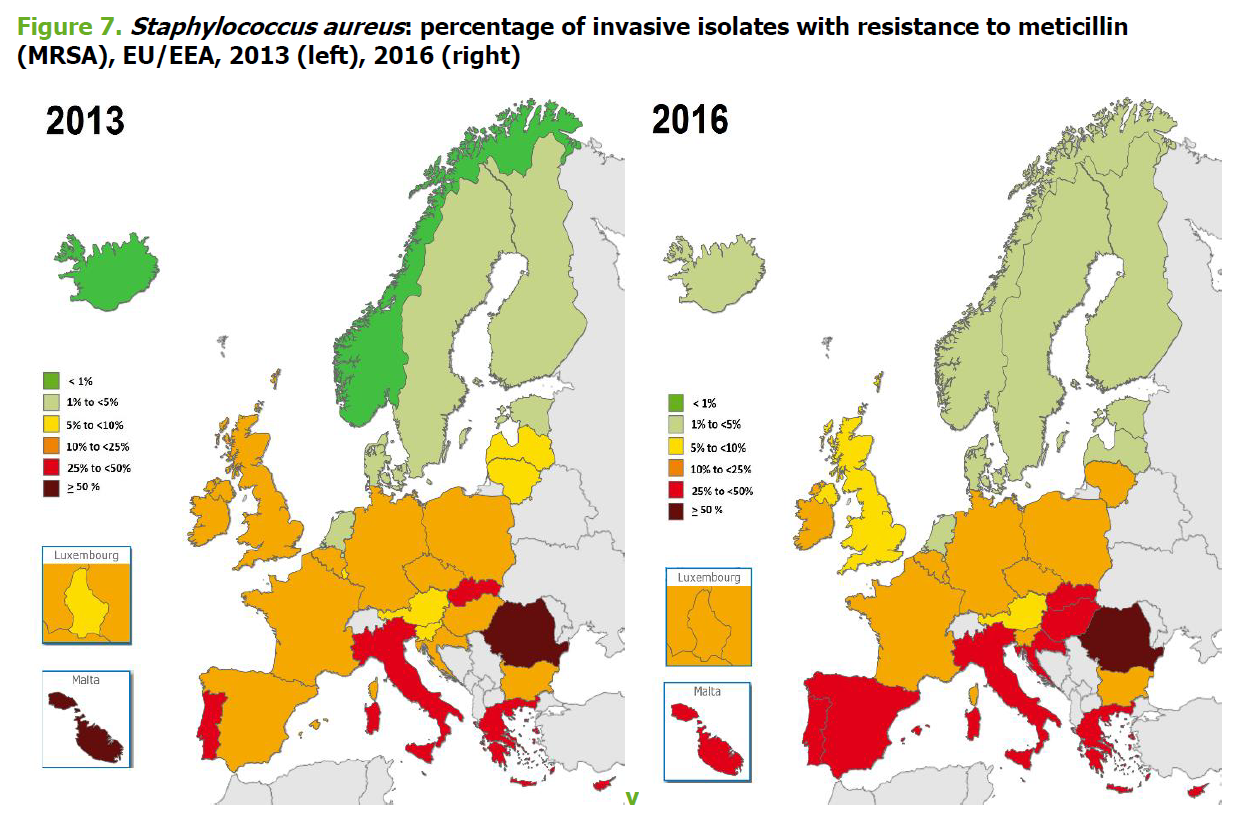 Figure 7. Staphylococcus aureus: percentage of invasive isolates with resistance to meticillin
(MRSA), EU/EEA, 2013 (left), 2016 (right)
2013
< 1%
1% to <5%
5% to <10%
10% to <25%
25% to <50%
≥ 50 %
Luxembourg
Malta
2016
< 1%
1% to <5%
5% to <10%
10% to <25%
25% to <50%
≥ 50 %
Luxembourg
Malta
v